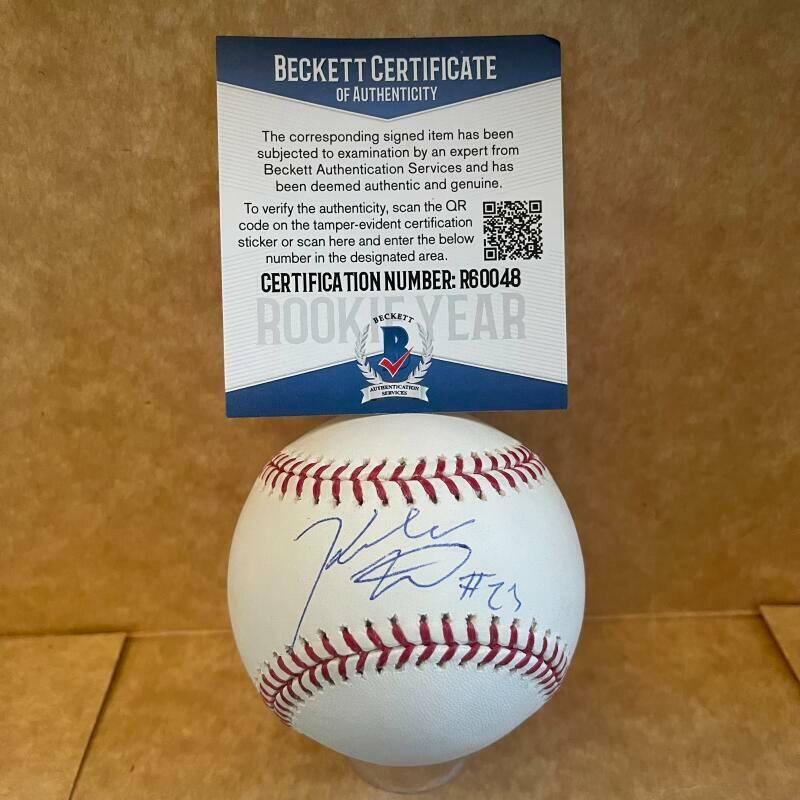 BECKETT CERTIFICATE
OF AUTHENTICITY
The corresponding signed item has been
subjected to examination by an expert from
Beckett Authentication Services and has
been deemed authentic and genuine.
To verify the authenticity, scan the QR
code on the tamper-evident certification
sticker or scan here and enter the below
number in the designated area.
CERTIFICATION NUMBER: R60048
ROOKIE YEAR
BECKETT
B
AUTHENTICATION
SERVICES
#23